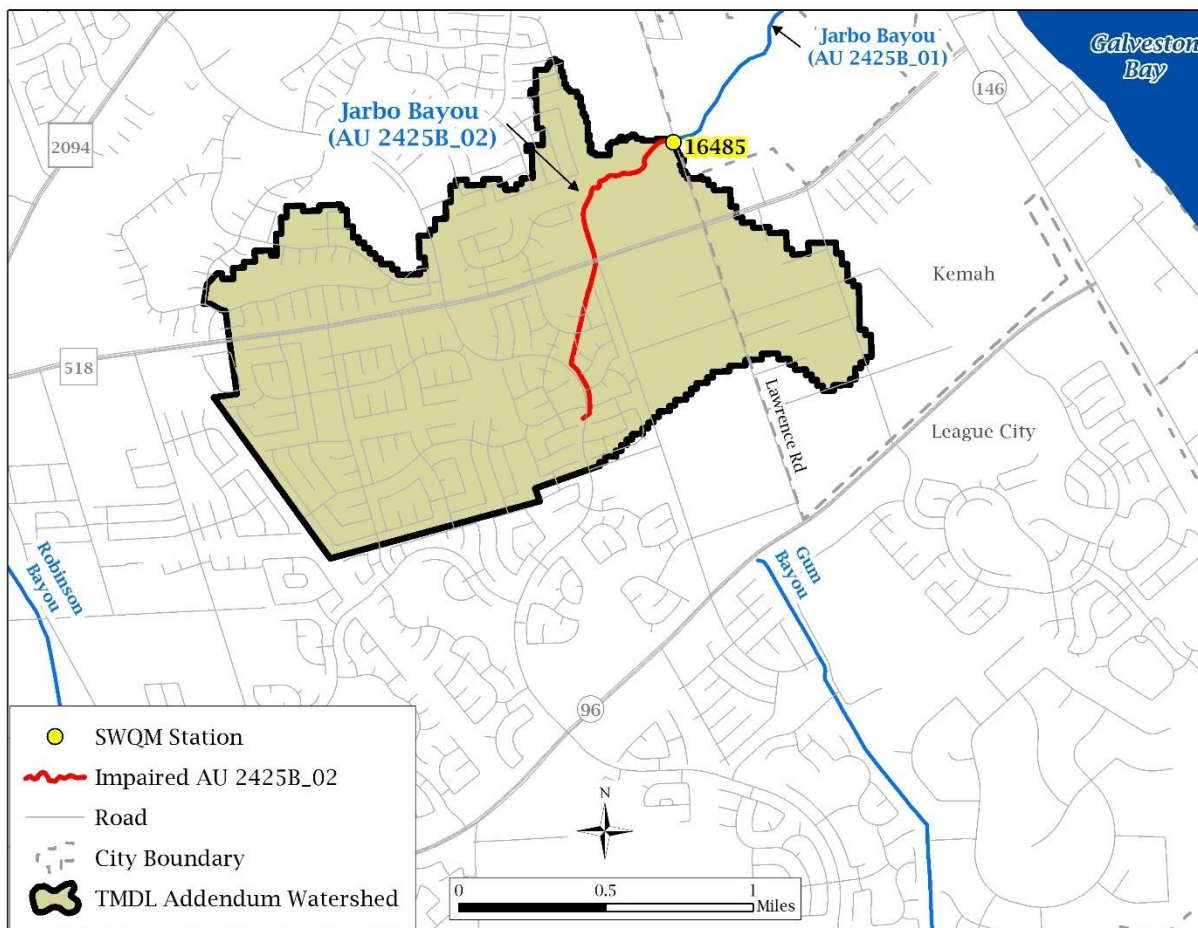 Jarbo Bayou
(AU 2425B_01)
Galveston
Bay
146
2094
Jarbo Bayou
(AU 2425B_02)
16485
Kemah
518
Lawrence Rd
League City
Robinson
Bayou
Gum
Bayou
96
SWQM Station
Impaired AU 2425B_02
Road
City Boundary
TMDL Addendum Watershed
N
0 0.5 1
Miles